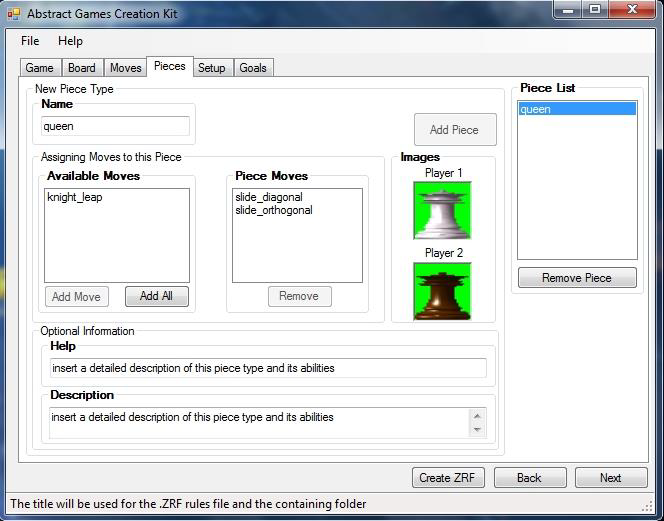 Abstract Games Creation Kit
File Help
Game Board Moves Pieces Setup Goals
New Piece Type
Name
queen
Add Piece
Piece List
queen
Remove Piece
Assigning Moves to this Piece
Available Moves
knight_leap
Add Move Add All
Piece Moves
slide_diagonal
slide_orthogonal
Remove
Images
Player 1
Player 2
Optional Information
Help
insert a detailed description of this piece type and its abilities
Description
insert a detailed description of this piece type and its abilities
Create ZRF Back Next
The title will be used for the .ZRF rules file and the containing folder